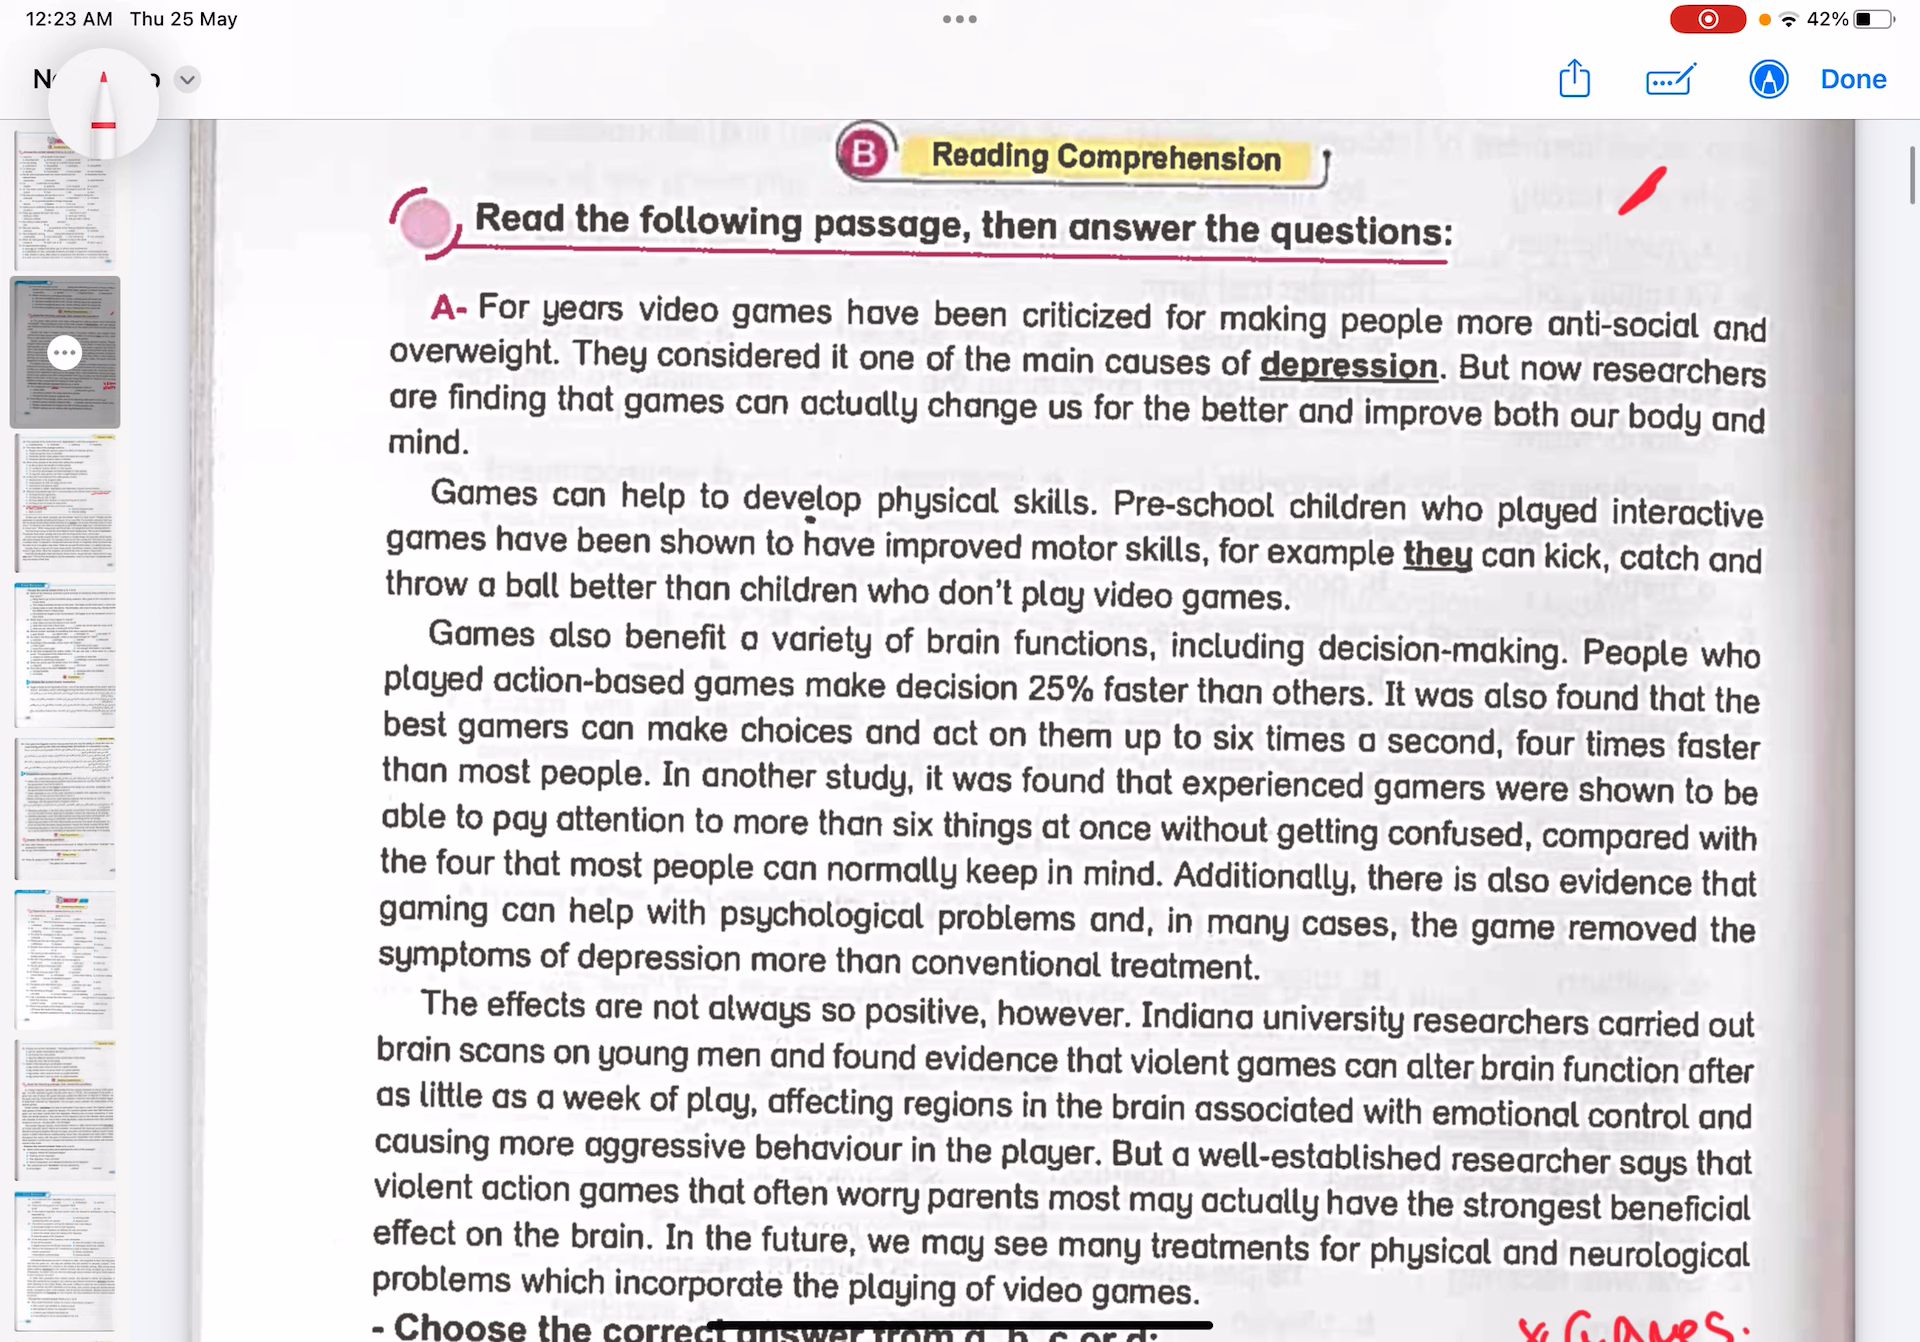 12:23 AM Thu 25 May
42%
Done
B Reading Comprehension
Read the following passage, then answer the questions:
A- For years video games have been criticized for making people more anti-social and
overweight. They considered it one of the main causes of depression. But now researchers
are finding that games can actually change us for the better and improve both our body and
mind.
Games can help to develop physical skills. Pre-school children who played interactive
games have been shown to have improved motor skills, for example they can kick, catch and
throw a ball better than children who don't play video games.
Games also benefit a variety of brain functions, including decision-making. People who
played action-based games make decision 25% faster than others. It was also found that the
best gamers can make choices and act on them up to six times a second, four times faster
than most people. In another study, it was found that experienced gamers were shown to be
able to pay attention to more than six things at once without getting confused, compared with
the four that most people can normally keep in mind. Additionally, there is also evidence that
gaming can help with psychological problems and, in many cases, the game removed the
symptoms of depression more than conventional treatment.
The effects are not always so positive, however. Indiana university researchers carried out
brain scans on young men and found evidence that violent games can alter brain function after
as little as a week of play, affecting regions in the brain associated with emotional control and
causing more aggressive behaviour in the player. But a well-established researcher says that
violent action games that often worry parents most may actually have the strongest beneficial
effect on the brain. In the future, we may see many treatments for physical and neurological
problems which incorporate the playing of video games.
- Choose the correct answer from a, b, c or d:
Games.